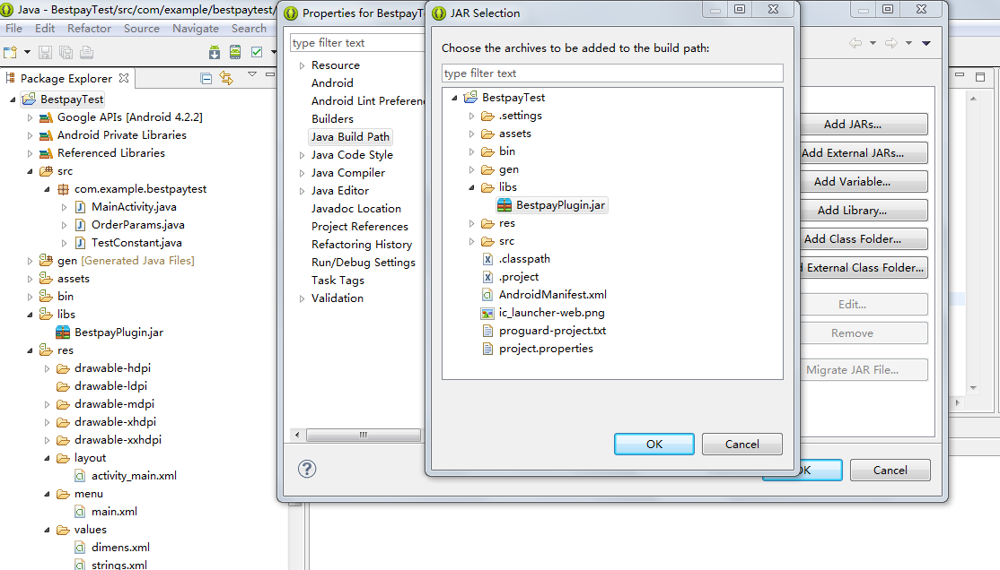 Java - BestpayTest/src/com/example/bestpaytest/
File Edit Refactor Source Navigate Search
Package Explorer
BestpayTest
Google APIs [Android 4.2.2]
Android Private Libraries
Referenced Libraries
src
com.example.bestpaytest
MainActivity.java
OrderParams.java
TestConstant.java
gen [Generated Java Files]
assets
bin
libs
BestpayPlugin.jar
res
drawable-hdpi
drawable-ldpi
drawable-mdpi
drawable-xhdpi
drawable-xxhdpi
layout
activity_main.xml
menu
main.xml
values
dimens.xml
strings.xml
Properties for BestpayT
type filter text
Resource
Android
Android Lint Preferen
Builders
Java Build Path
Java Code Style
Java Compiler
Java Editor
Javadoc Location
Project References
Refactoring History
Run/Debug Settings
Task Tags
Validation
JAR Selection
Choose the archives to be added to the build path:
type filter text
BestpayTest
.settings
assets
bin
gen
libs
BestpayPlugin.jar
res
src
.classpath
.project
AndroidManifest.xml
ic_launcher-web.png
proguard-project.txt
project.properties
OK Cancel
Add JARs...
Add External JARs...
Add Variable...
Add Library...
Add Class Folder...
External Class Folder...
Edit...
Remove
Migrate JAR File...
OK Cancel